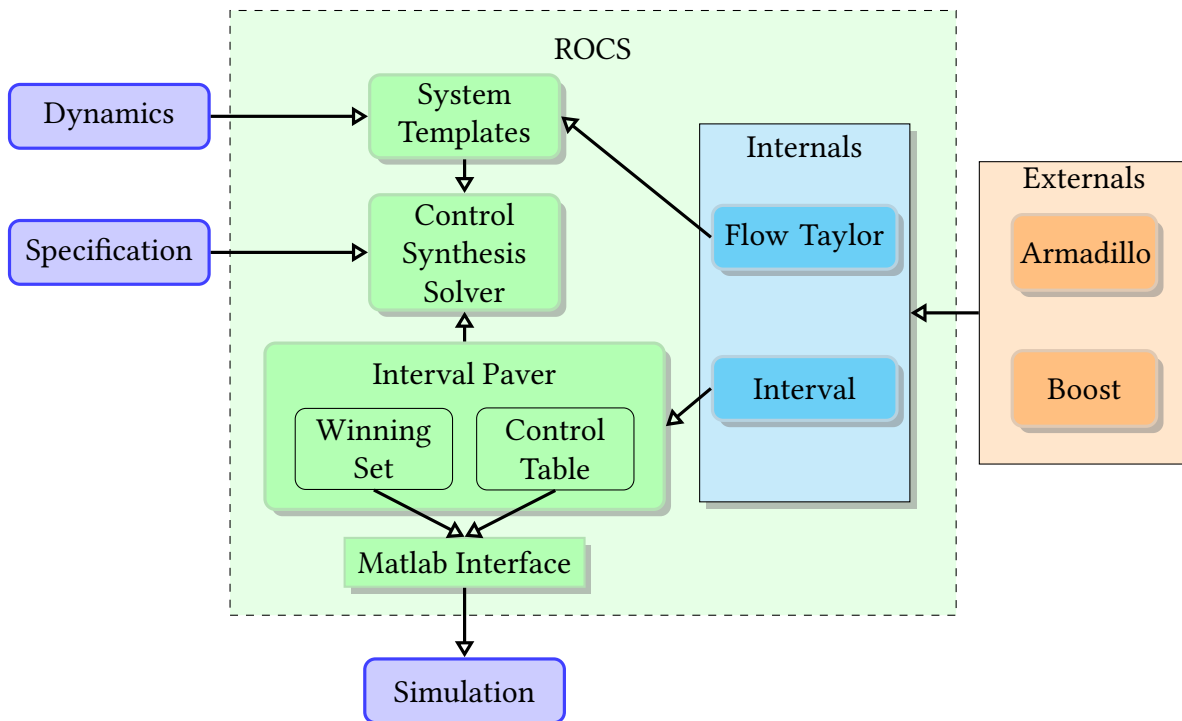 ROCS
Dynamics
System
Templates
Internals
Externals
Specification
Control
Synthesis
Solver
Flow Taylor
Armadillo
Interval Paver
Interval
Boost
Winning
Set
Control
Table
Matlab Interface
Simulation